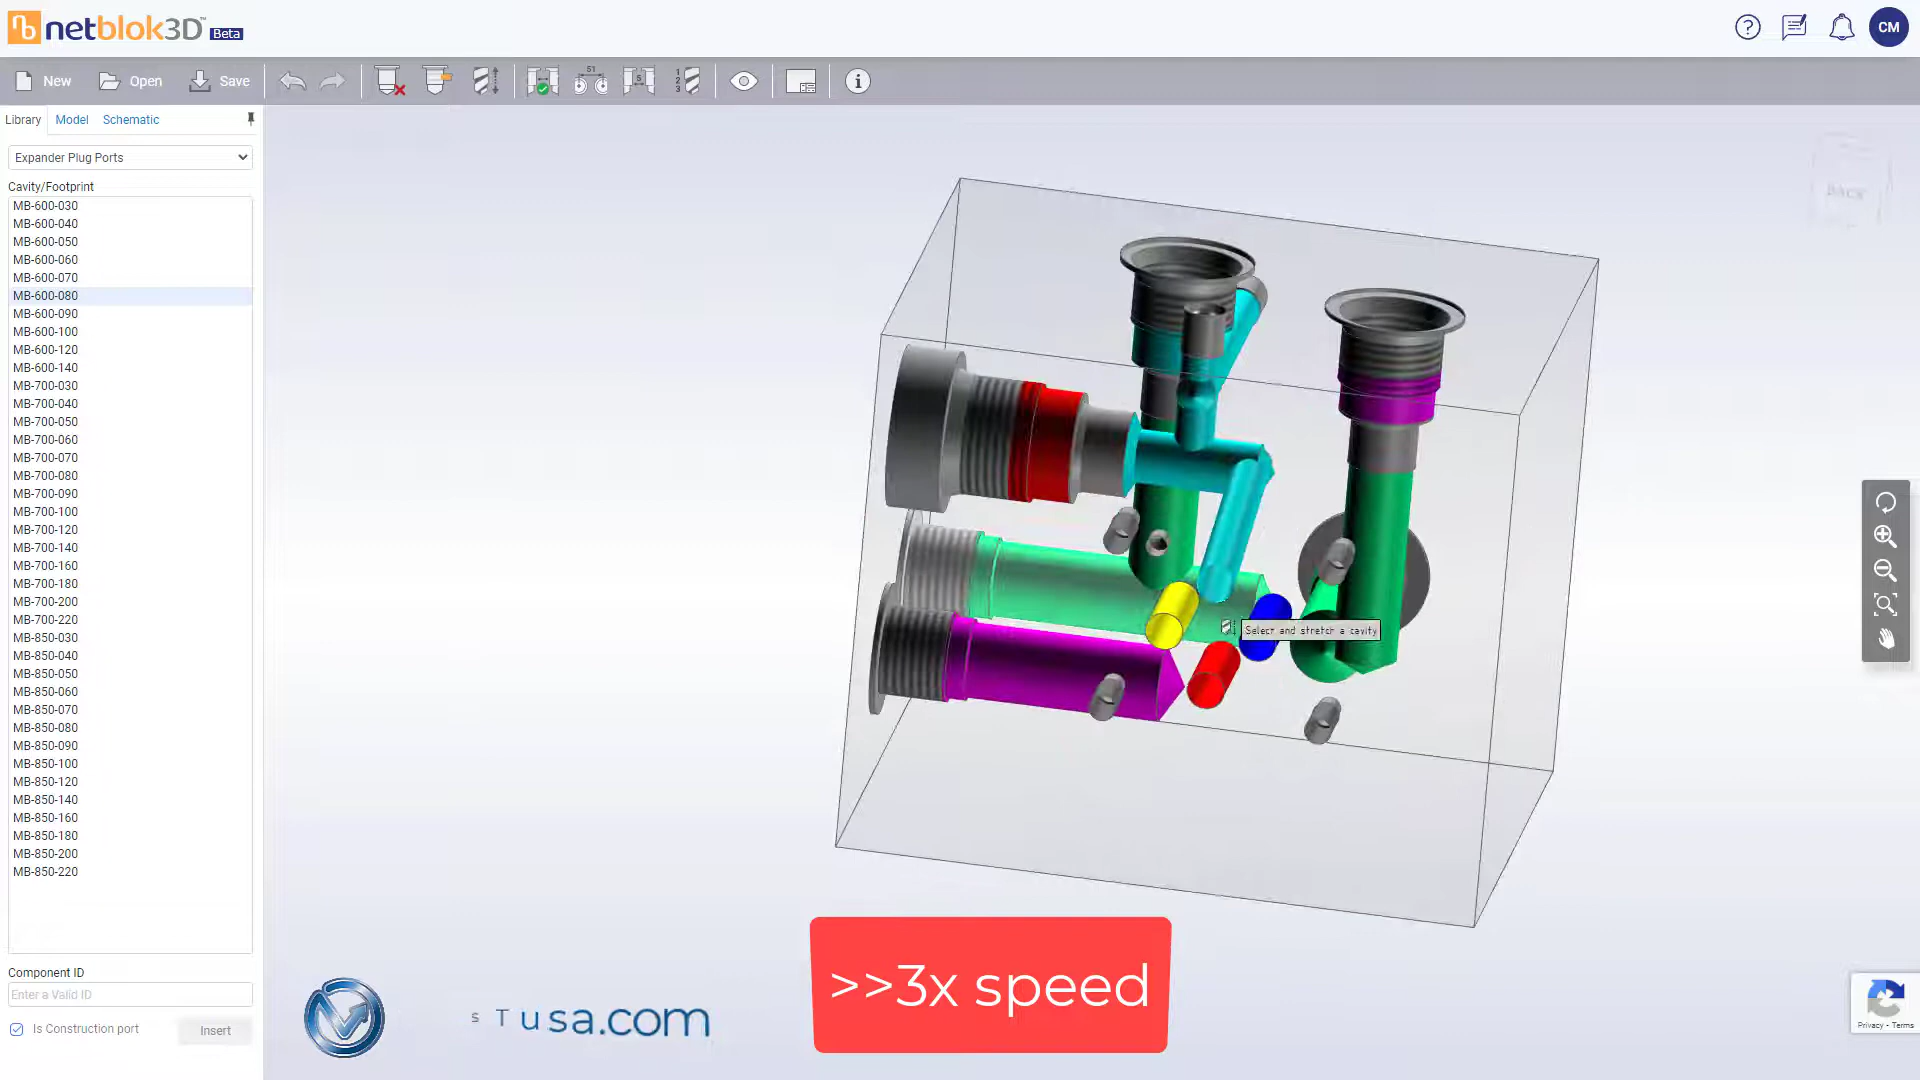 netblok3D™ Beta
CM
New Open Save
Library Model Schematic
Expander Plug Ports
Cavity/Footprint
MB-600-030
MB-600-040
MB-600-050
MB-600-060
MB-600-070
MB-600-080
MB-600-090
MB-600-100
MB-600-120
MB-600-140
MB-700-030
MB-700-040
MB-700-050
MB-700-060
MB-700-070
MB-700-080
MB-700-090
MB-700-100
MB-700-120
MB-700-140
MB-700-160
MB-700-180
MB-700-200
MB-700-220
MB-850-030
MB-850-040
MB-850-050
MB-850-060
MB-850-070
MB-850-080
MB-850-090
MB-850-100
MB-850-120
MB-850-140
MB-850-160
MB-850-180
MB-850-200
MB-850-220
Component ID
Enter a Valid ID
Is Construction port
Insert
BACK
Select and stretch a cavity
>>3x speed
s T usa.com
Privacy - Terms